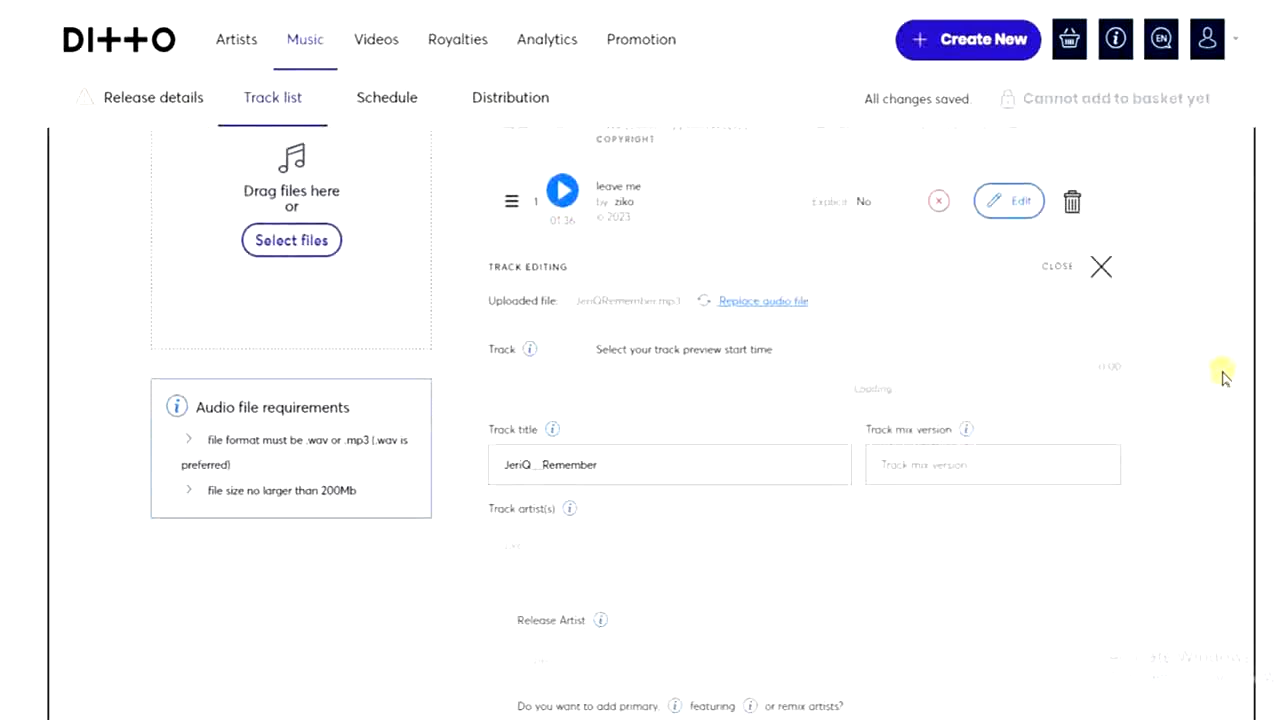 DITTO
Artists Music Videos Royalties Analytics Promotion
+ Create New
EN
Release details Track list Schedule Distribution
All changes saved. Cannot add to basket yet
COPYRIGHT
Drag files here
or
Select files
1
01:36
leave me
by ziko
© 2023
Explicit No
Edit
TRACK EDITING
CLOSE
Uploaded file: JeriQRemember.mp3 Replace audio file
Track Select your track preview start time
0:00
Loading
Audio file requirements
file format must be .wav or .mp3 (.wav is
preferred)
file size no larger than 200Mb
Track title Track mix version
JeriQ__Remember Track mix version
Track artist(s)
Release Artist
Do you want to add primary, featuring or remix artists?